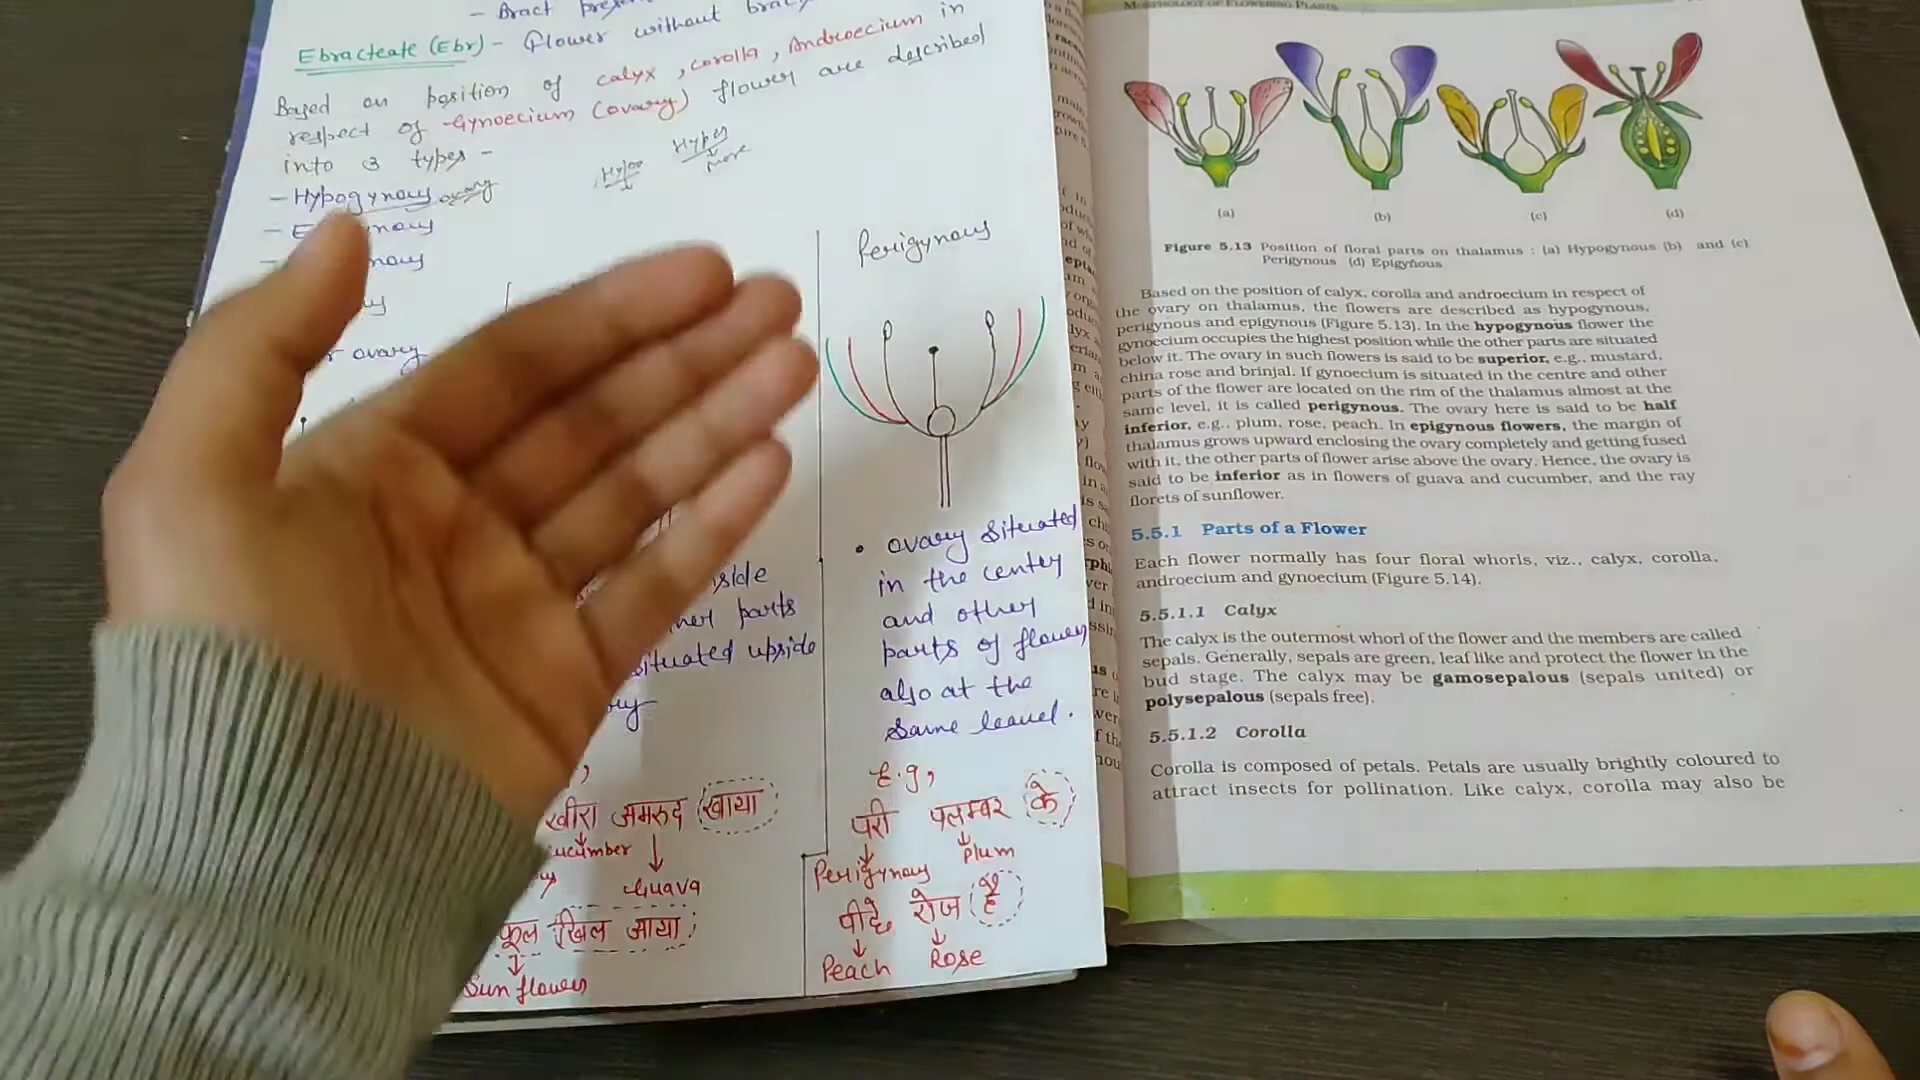 - Bract
Ebracteate (Ebr) - Flower without
Based on position of calyx, corolla, Androecium in
respect of Gynoecium (ovary) flower are described
into 3 types -
- Hypogynous ovary
Hypo
Hyper
more
ovary
Perigynous
parts
situated upside
• ovary situated
in the center
and other
parts of flower
also at the
same leavel.
खीरा अमरुद खाया
Guava
फूल खिल आया
Sun flower
E.g,
परी पलम्बर के
Plum
Perigynous
रोज है
Peach Rose
MORPHOLOGY OF FLOWERING PLANTS
(a) (b) (c) (d)
Figure 5.13 Position of floral parts on thalamus : (a) Hypogynous (b) and (c)
Perigynous (d) Epigynous
Based on the position of calyx, corolla and androecium in respect of
the ovary on thalamus, the flowers are described as hypogynous,
perigynous and epigynous (Figure 5.13). In the hypogynous flower the
gynoecium occupies the highest position while the other parts are situated
below it. The ovary in such flowers is said to be superior, e.g., mustard,
china rose and brinjal. If gynoecium is situated in the centre and other
parts of the flower are located on the rim of the thalamus almost at the
same level, it is called perigynous. The ovary here is said to be half
inferior, e.g., plum, rose, peach. In epigynous flowers, the margin of
thalamus grows upward enclosing the ovary completely and getting fused
with it, the other parts of flower arise above the ovary. Hence, the ovary is
said to be inferior as in flowers of guava and cucumber, and the ray
florets of sunflower.
5.5.1 Parts of a Flower
Each flower normally has four floral whorls, viz., calyx, corolla,
androecium and gynoecium (Figure 5.14).
5.5.1.1 Calyx
The calyx is the outermost whorl of the flower and the members are called
sepals. Generally, sepals are green, leaf like and protect the flower in the
bud stage. The calyx may be gamosepalous (sepals united) or
polysepalous (sepals free).
5.5.1.2 Corolla
Corolla is composed of petals. Petals are usually brightly coloured to
attract insects for pollination. Like calyx, corolla may also be